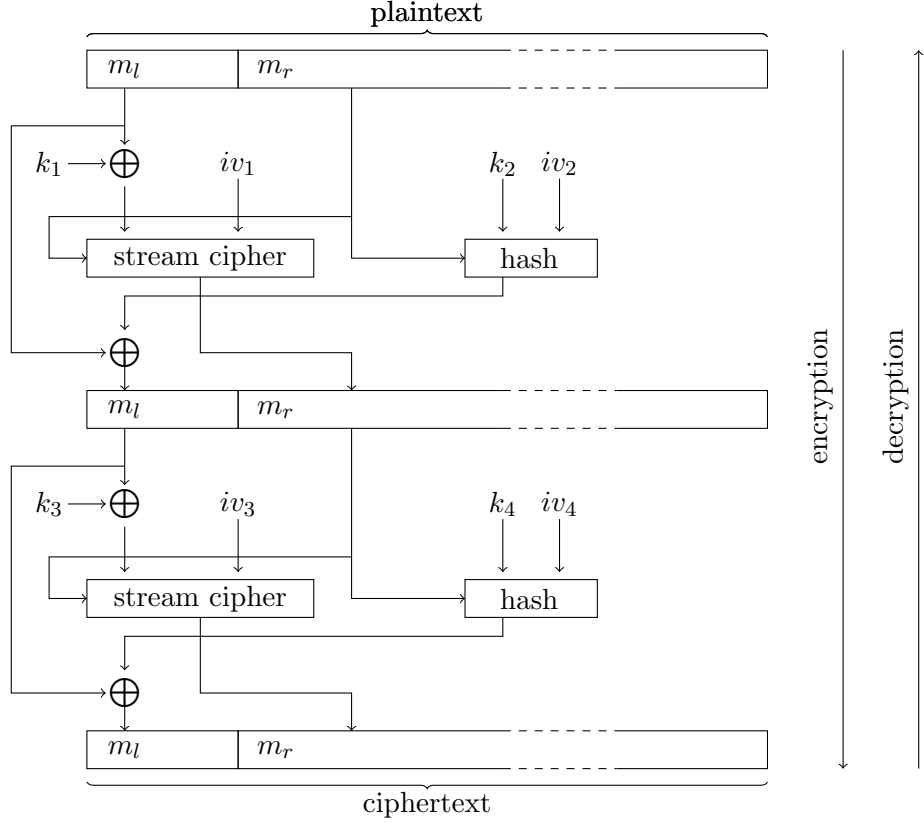 plaintext
m_l m_r
k_1 iv_1 k_2 iv_2
stream cipher hash
m_l m_r
k_3 iv_3 k_4 iv_4
stream cipher hash
m_l m_r
ciphertext
encryption
decryption